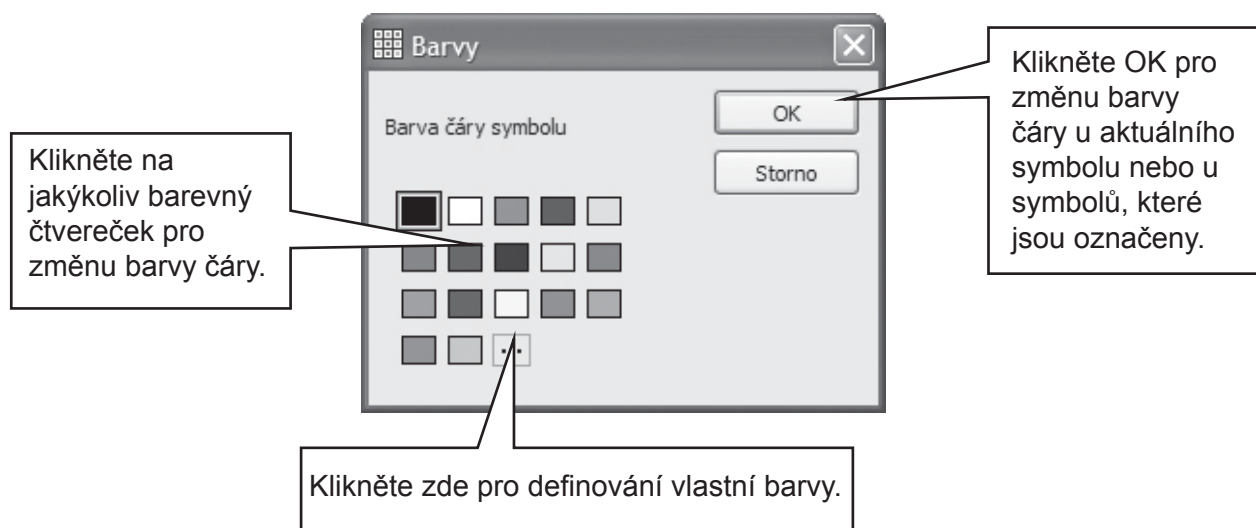 Barvy
Barva čáry symbolu
OK
Storno
Klikněte na
jakýkoliv barevný
čtvereček pro
změnu barvy čáry.
Klikněte OK pro
změnu barvy
čáry u aktuálního
symbolu nebo u
symbolů, které
jsou označeny.
Klikněte zde pro definování vlastní barvy.